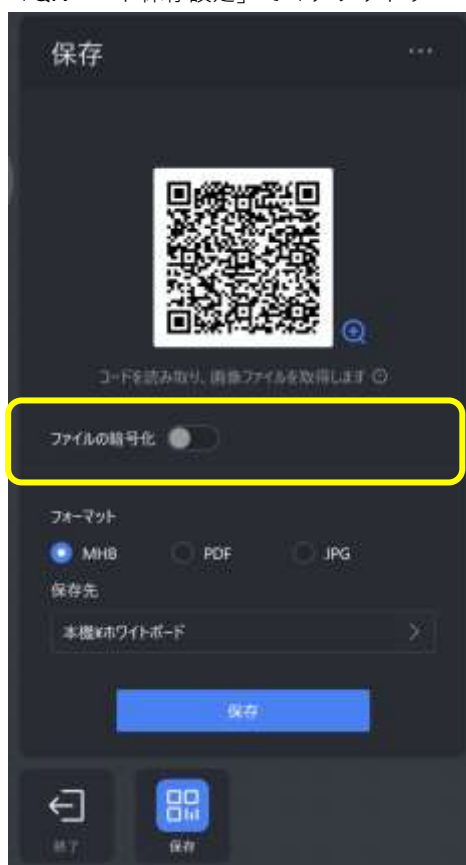 保存
コードを読み取り、画像ファイルを取得します
ファイルの暗号化
フォーマット
MHB PDF JPG
保存先
本機¥ホワイトボード
保存
終了 保存